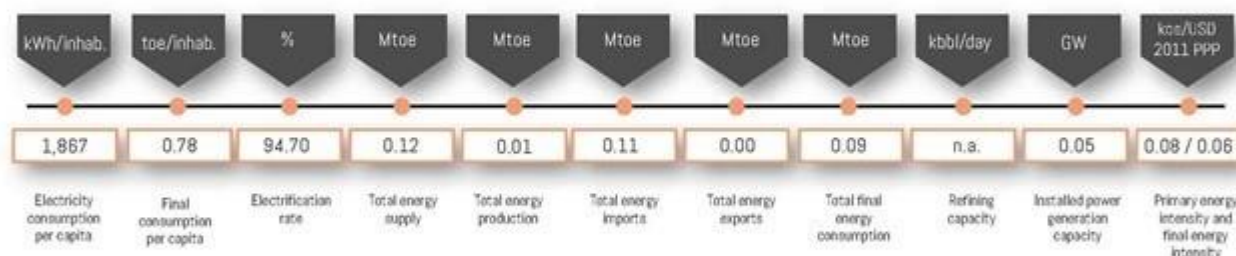 kWh/inhab.
toe/inhab.
%
Mtoe
Mtoe
Mtoe
Mtoe
Mtoe
kbbl/day
GW
koe/USD
2011 PPP
1,867
0.78
94.70
0.12
0.01
0.11
0.00
0.09
n.a.
0.05
0.08 / 0.06
Electricity
consumption
per capita
Final
consumption
per capita
Electrification
rate
Total energy
supply
Total energy
production
Total energy
imports
Total energy
exports
Total final
energy
consumption
Refining
capacity
Installed power
generation
capacity
Primary energy
intensity and
final energy
intensity